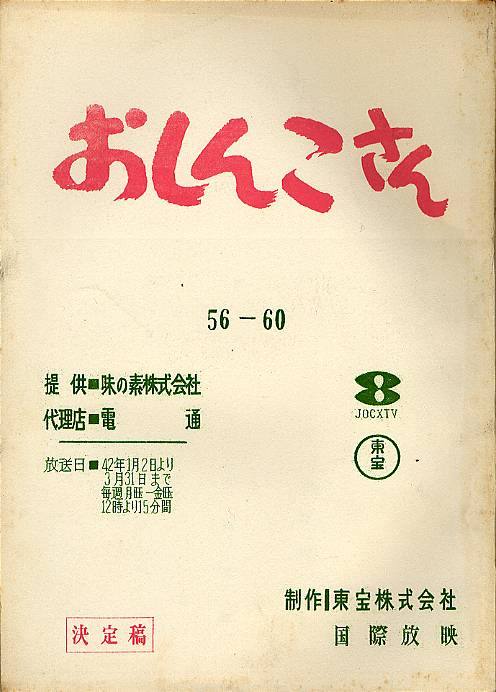 おしんこさん
56-60
提供■味の素株式会社
代理店■電通
放送日■42年1月2日より
3月31日まで
毎週月旺-金旺
12時より15分間
8
JOCXTV
東宝
制作 東宝株式会社
国際放映
決定稿